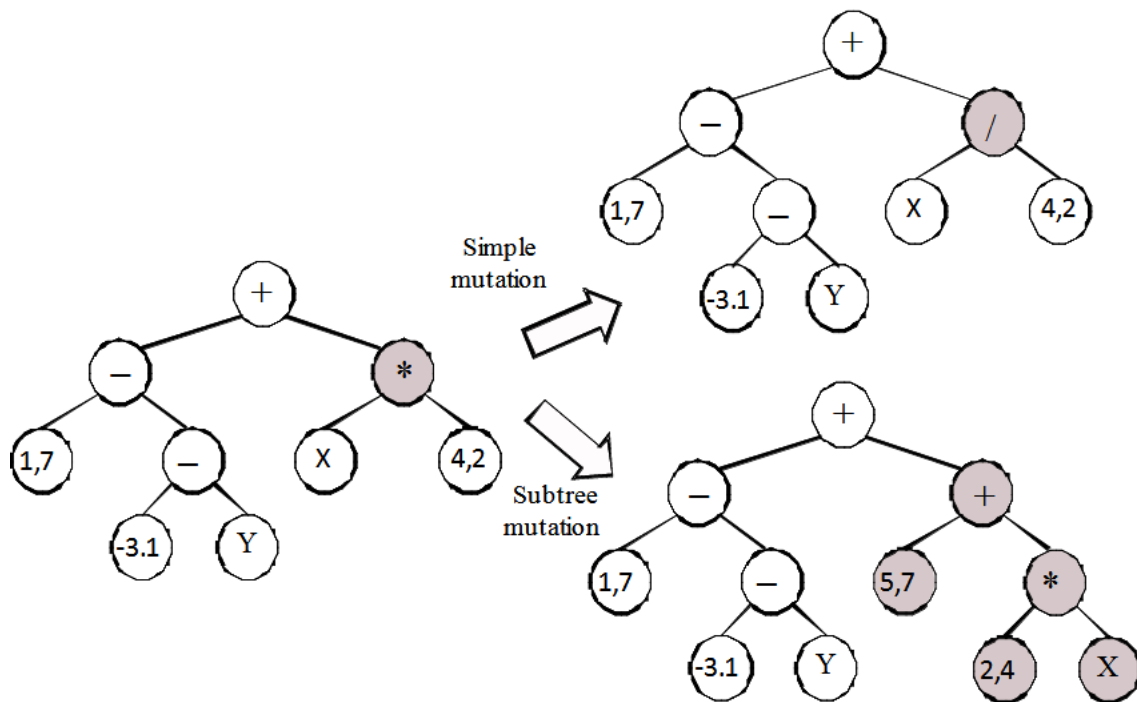 +
− /
1,7 − X 4,2
-3.1 Y
Simple
mutation
+
− *
1,7 − X 4,2
-3.1 Y
Subtree
mutation
+
− +
1,7 − 5,7 *
-3.1 Y 2,4 X